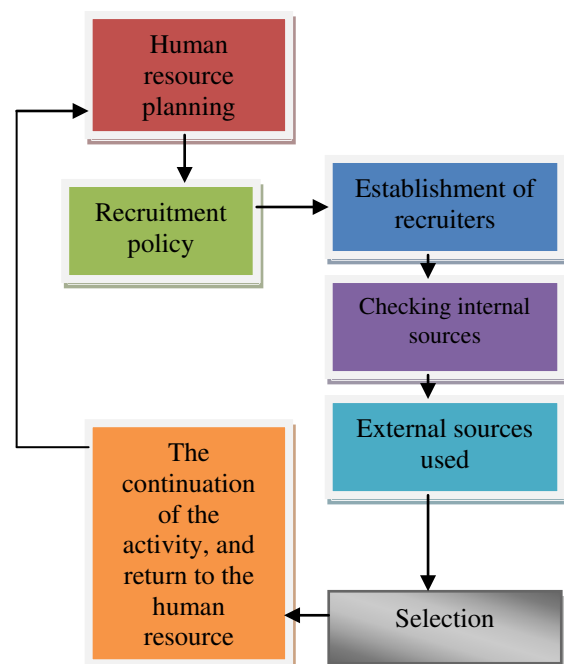 Human
resource
planning
Recruitment
policy
Establishment of
recruiters
Checking internal
sources
External sources
used
Selection
The
continuation
of the
activity, and
return to the
human
resource